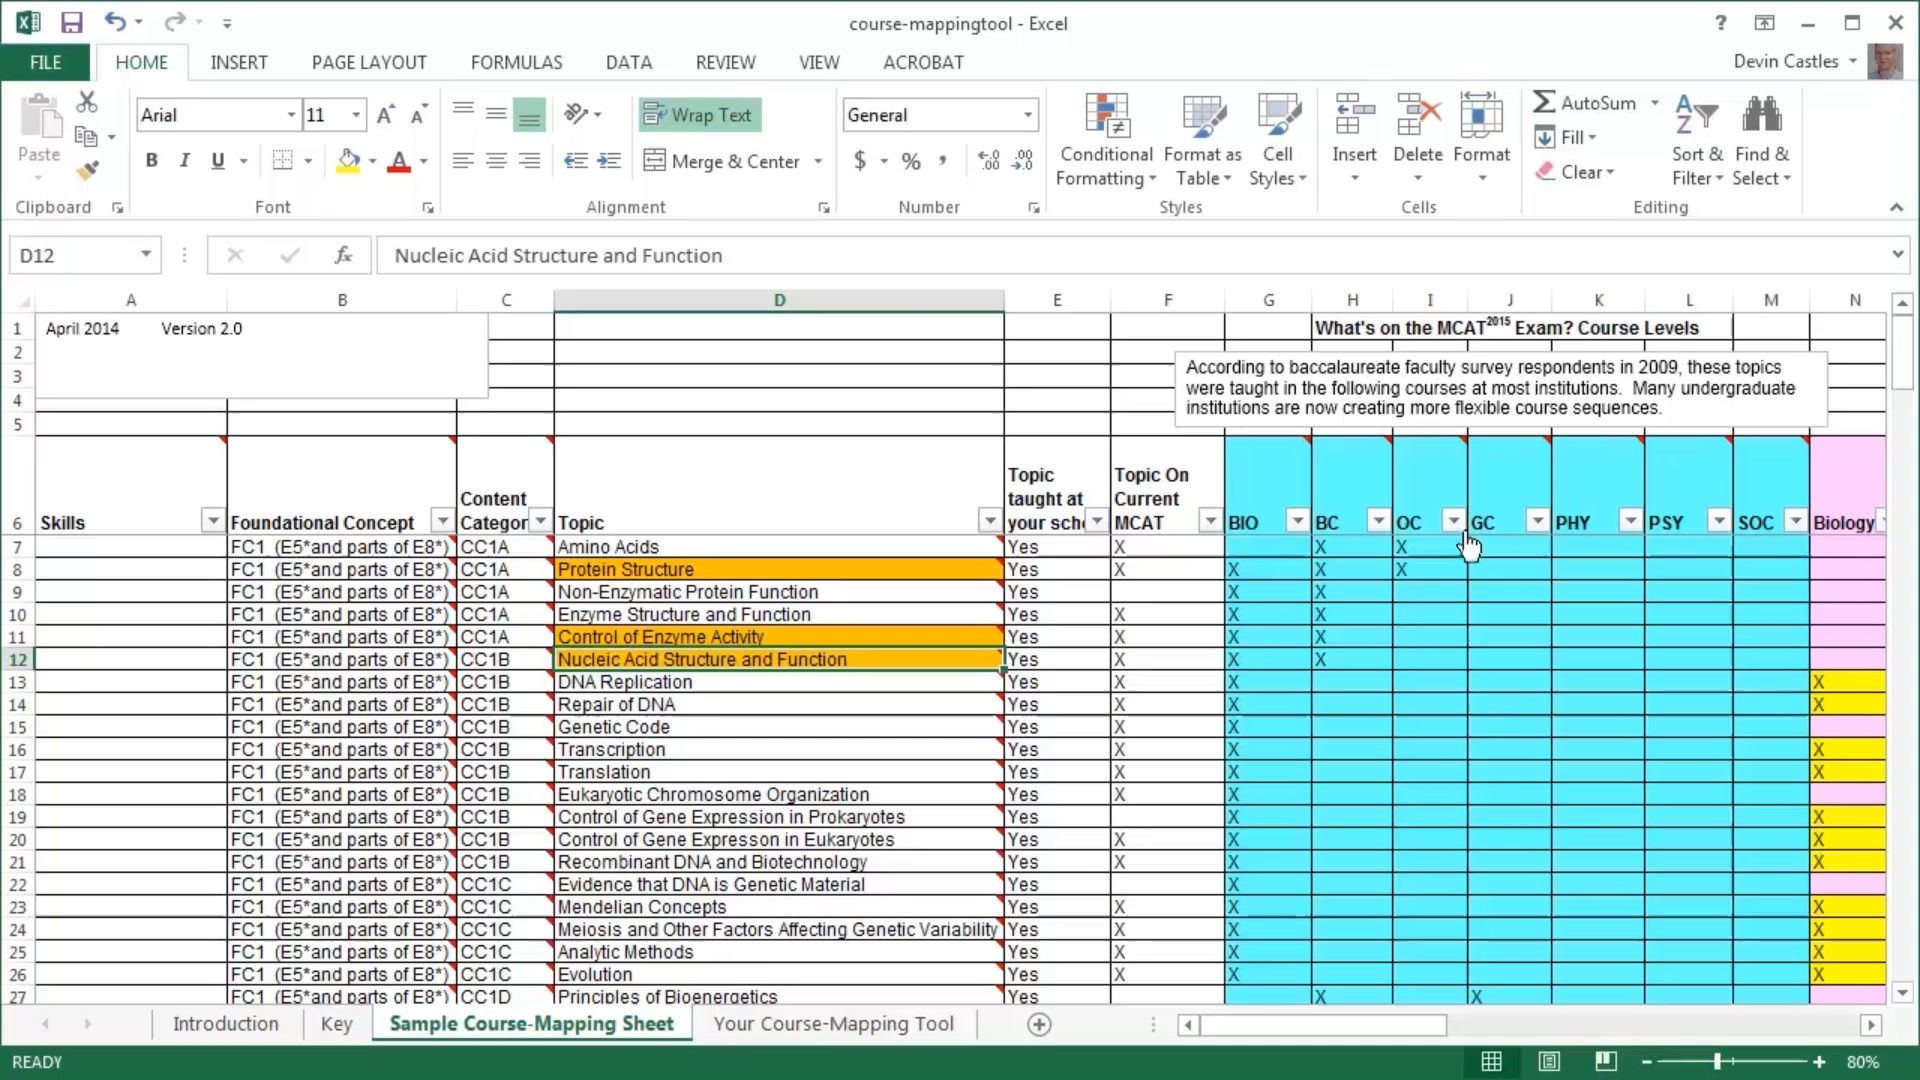 course-mappingtool - Excel
?
FILE HOME INSERT PAGE LAYOUT FORMULAS DATA REVIEW VIEW ACROBAT
Devin Castles
Paste
Clipboard
Arial 11
B I U
Font
Wrap Text
Merge & Center
Alignment
General
$ % ,
Number
Conditional Formatting
Format as Table
Cell Styles
Styles
Insert Delete Format
Cells
AutoSum
Fill
Clear
Sort & Filter
Find & Select
Editing
D12 fx Nucleic Acid Structure and Function
A B C D E F G H I J K L M N
1 April 2014 Version 2.0 What's on the MCAT2015 Exam? Course Levels
2
3
4
5
According to baccalaureate faculty survey respondents in 2009, these topics
were taught in the following courses at most institutions. Many undergraduate
institutions are now creating more flexible course sequences.
6 Skills Foundational Concept Content Categor Topic Topic taught at your scho Topic On Current MCAT BIO BC OC GC PHY PSY SOC Biology
7 FC1 (E5*and parts of E8*) CC1A Amino Acids Yes X X X
8 FC1 (E5*and parts of E8*) CC1A Protein Structure Yes X X X X
9 FC1 (E5*and parts of E8*) CC1A Non-Enzymatic Protein Function Yes X X
10 FC1 (E5*and parts of E8*) CC1A Enzyme Structure and Function Yes X X X
11 FC1 (E5*and parts of E8*) CC1A Control of Enzyme Activity Yes X X X
12 FC1 (E5*and parts of E8*) CC1B Nucleic Acid Structure and Function Yes X X X
13 FC1 (E5*and parts of E8*) CC1B DNA Replication Yes X X X
14 FC1 (E5*and parts of E8*) CC1B Repair of DNA Yes X X X
15 FC1 (E5*and parts of E8*) CC1B Genetic Code Yes X X
16 FC1 (E5*and parts of E8*) CC1B Transcription Yes X X X
17 FC1 (E5*and parts of E8*) CC1B Translation Yes X X X
18 FC1 (E5*and parts of E8*) CC1B Eukaryotic Chromosome Organization Yes X X
19 FC1 (E5*and parts of E8*) CC1B Control of Gene Expression in Prokaryotes Yes X X
20 FC1 (E5*and parts of E8*) CC1B Control of Gene Expresson in Eukaryotes Yes X X X
21 FC1 (E5*and parts of E8*) CC1B Recombinant DNA and Biotechnology Yes X X X
22 FC1 (E5*and parts of E8*) CC1C Evidence that DNA is Genetic Material Yes X
23 FC1 (E5*and parts of E8*) CC1C Mendelian Concepts Yes X X X
24 FC1 (E5*and parts of E8*) CC1C Meiosis and Other Factors Affecting Genetic Variability Yes X X X
25 FC1 (E5*and parts of E8*) CC1C Analytic Methods Yes X X X
26 FC1 (E5*and parts of E8*) CC1C Evolution Yes X X X
27 FC1 (E5*and parts of E8*) CC1D Principles of Bioenergetics Yes X X
Introduction Key Sample Course-Mapping Sheet Your Course-Mapping Tool
READY 80%